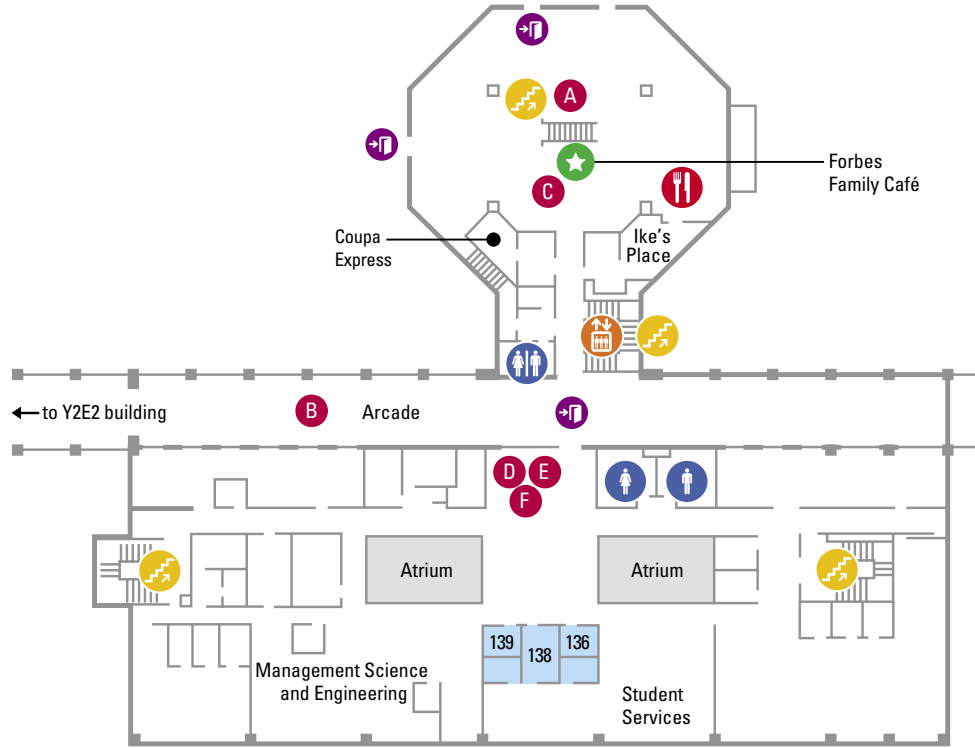 A
C
Forbes
Family Café
Coupa
Express
Ike's
Place
to Y2E2 building
B
Arcade
D
E
F
Atrium
Atrium
139
138
136
Management Science
and Engineering
Student
Services